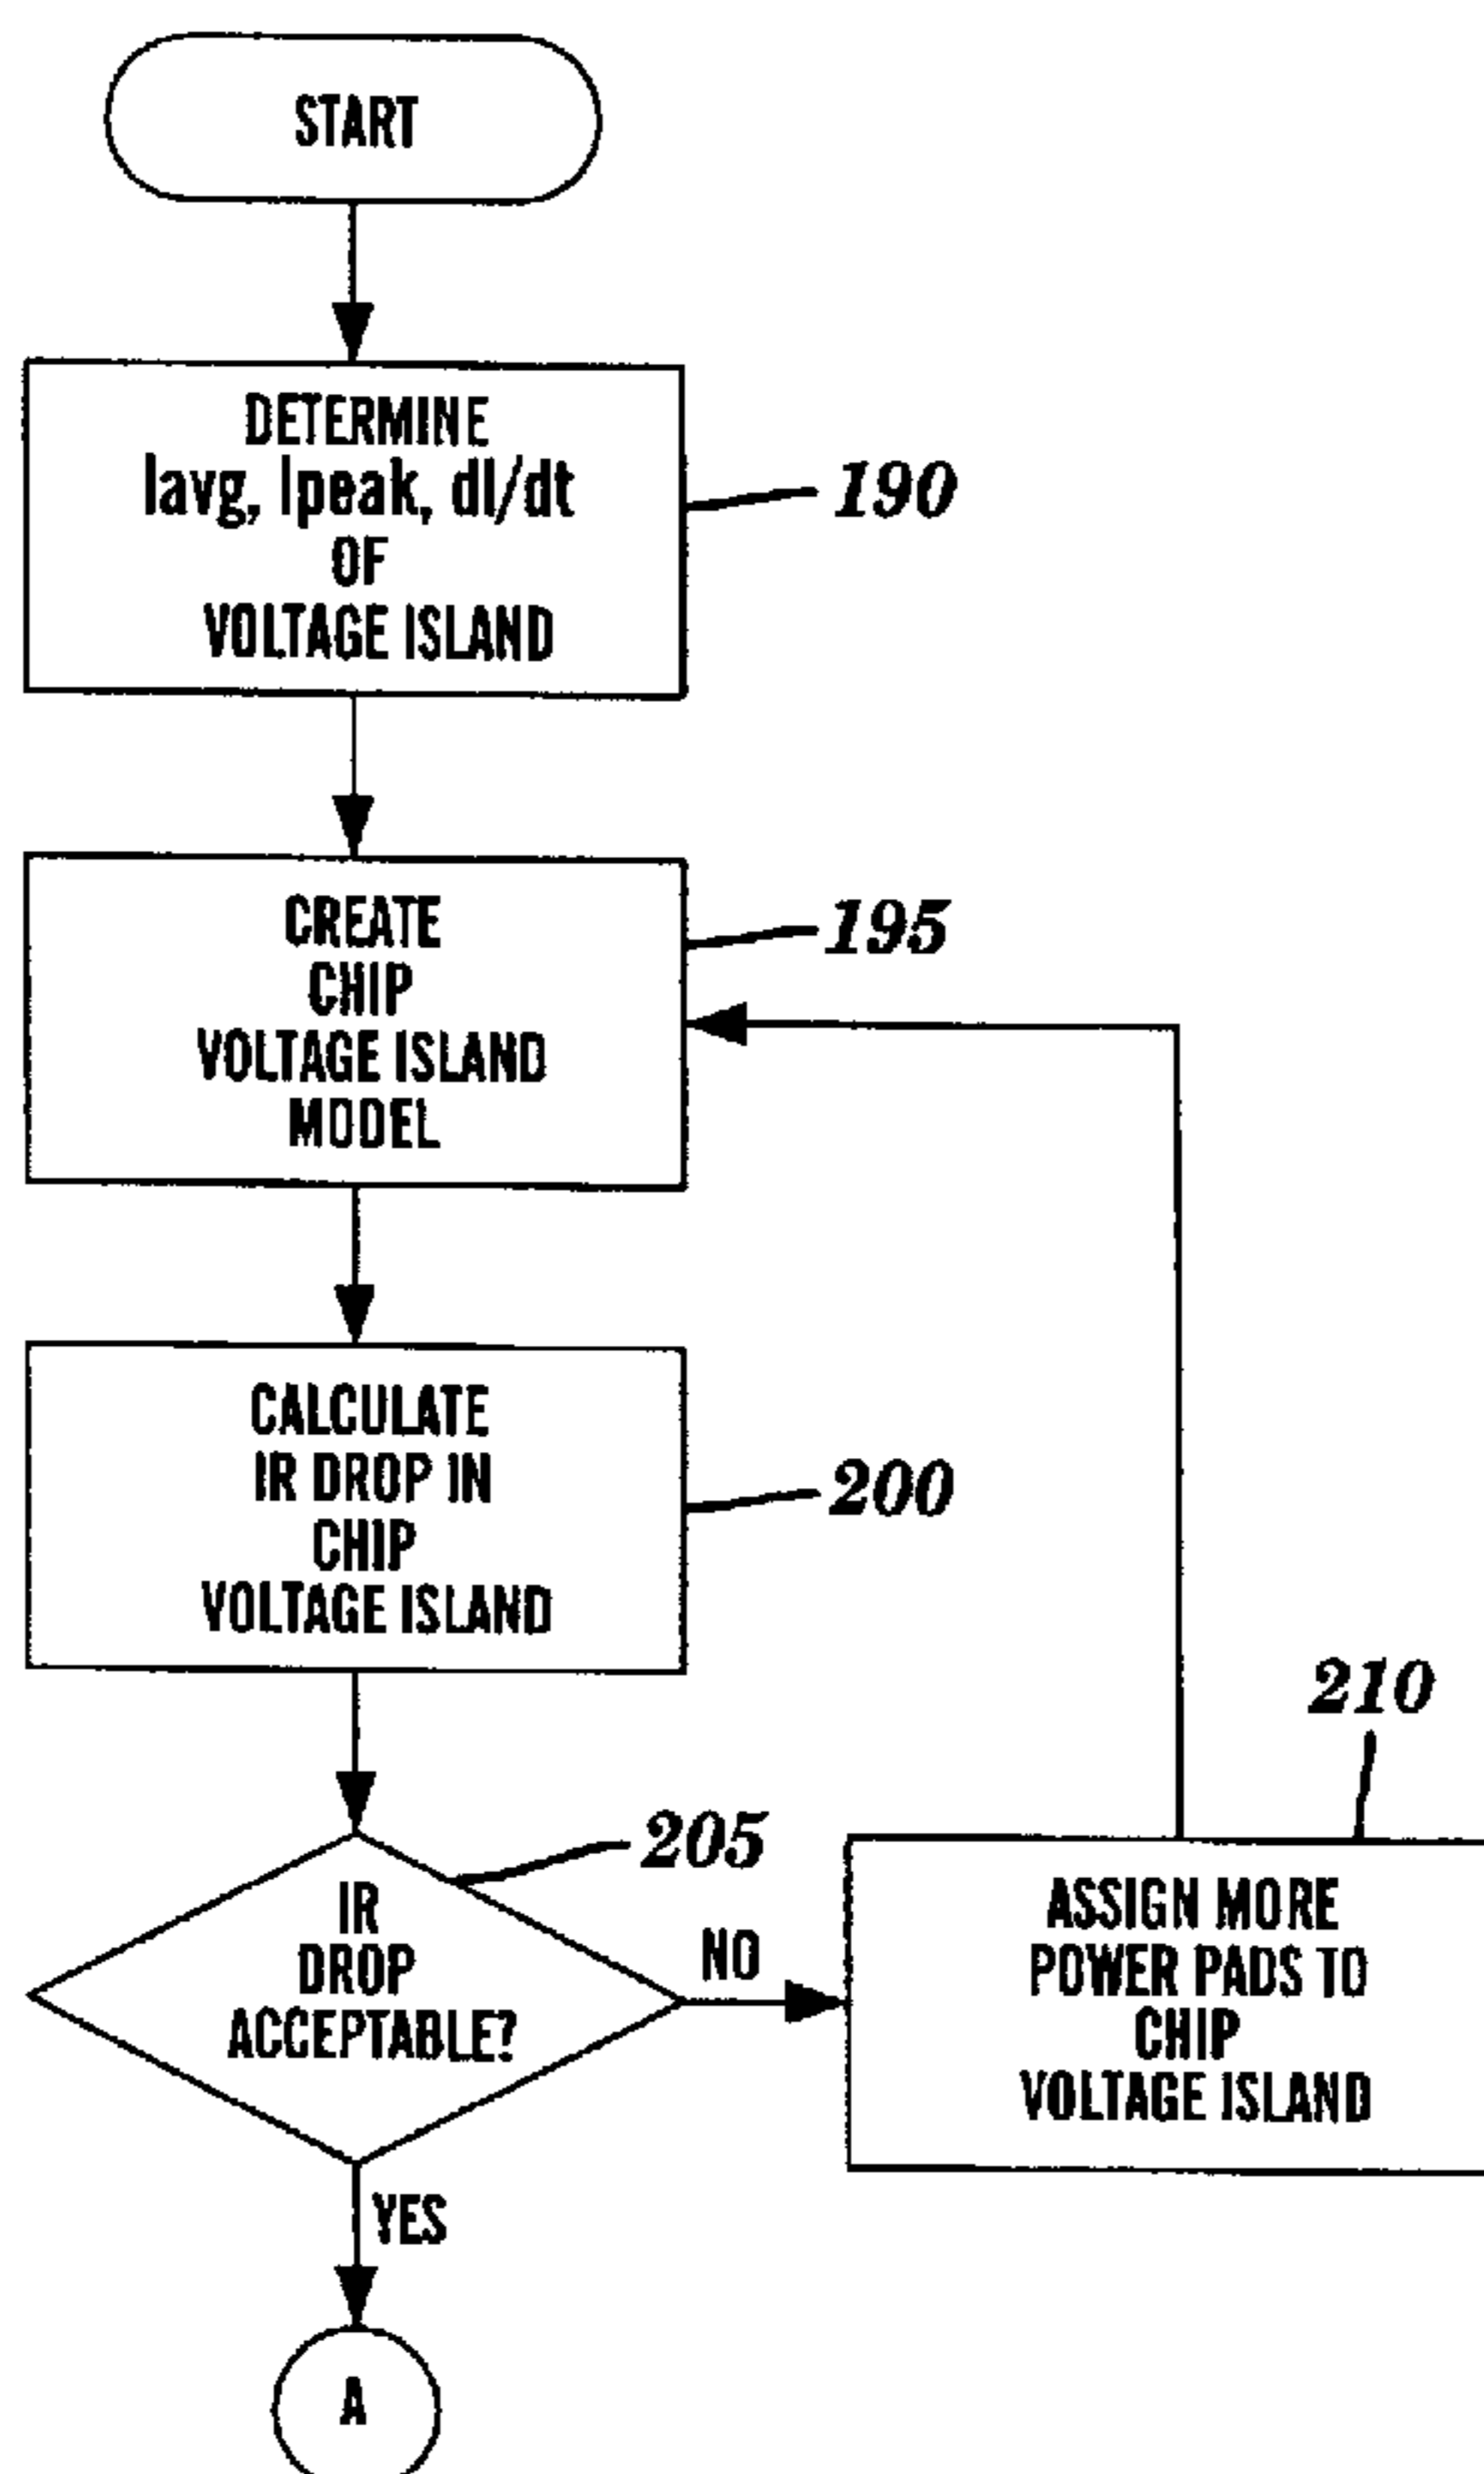 START
DETERMINE
Iavg, Ipeak, dI/dt
OF
VOLTAGE ISLAND
190
CREATE
CHIP
VOLTAGE ISLAND
MODEL
195
CALCULATE
IR DROP IN
CHIP
VOLTAGE ISLAND
200
IR
DROP
ACCEPTABLE?
205
NO
210
ASSIGN MORE
POWER PADS TO
CHIP
VOLTAGE ISLAND
YES
A